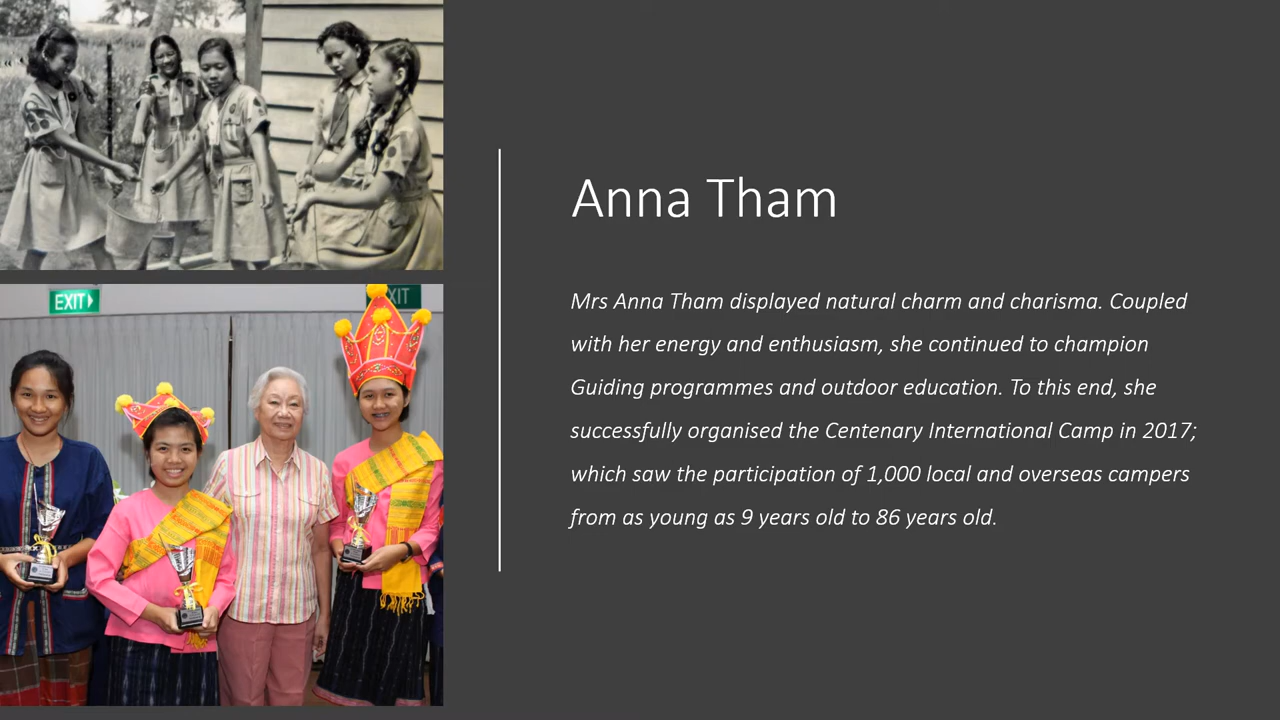 EXIT
EXIT
Anna Tham
Mrs Anna Tham displayed natural charm and charisma. Coupled
with her energy and enthusiasm, she continued to champion
Guiding programmes and outdoor education. To this end, she
successfully organised the Centenary International Camp in 2017;
which saw the participation of 1,000 local and overseas campers
from as young as 9 years old to 86 years old.